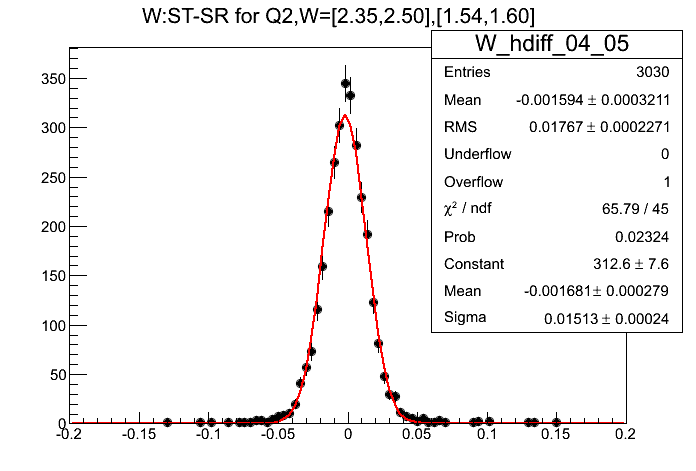 W:ST-SR for Q2,W=[2.35,2.50],[1.54,1.60]
W_hdiff_04_05
Entries 3030
Mean -0.001594 ± 0.0003211
RMS 0.01767 ± 0.0002271
Underflow 0
Overflow 1
χ² / ndf 65.79 / 45
Prob 0.02324
Constant 312.6 ± 7.6
Mean -0.001681 ± 0.000279
Sigma 0.01513 ± 0.00024
350
300
250
200
150
100
50
0
-0.2 -0.15 -0.1 -0.05 0 0.05 0.1 0.15 0.2